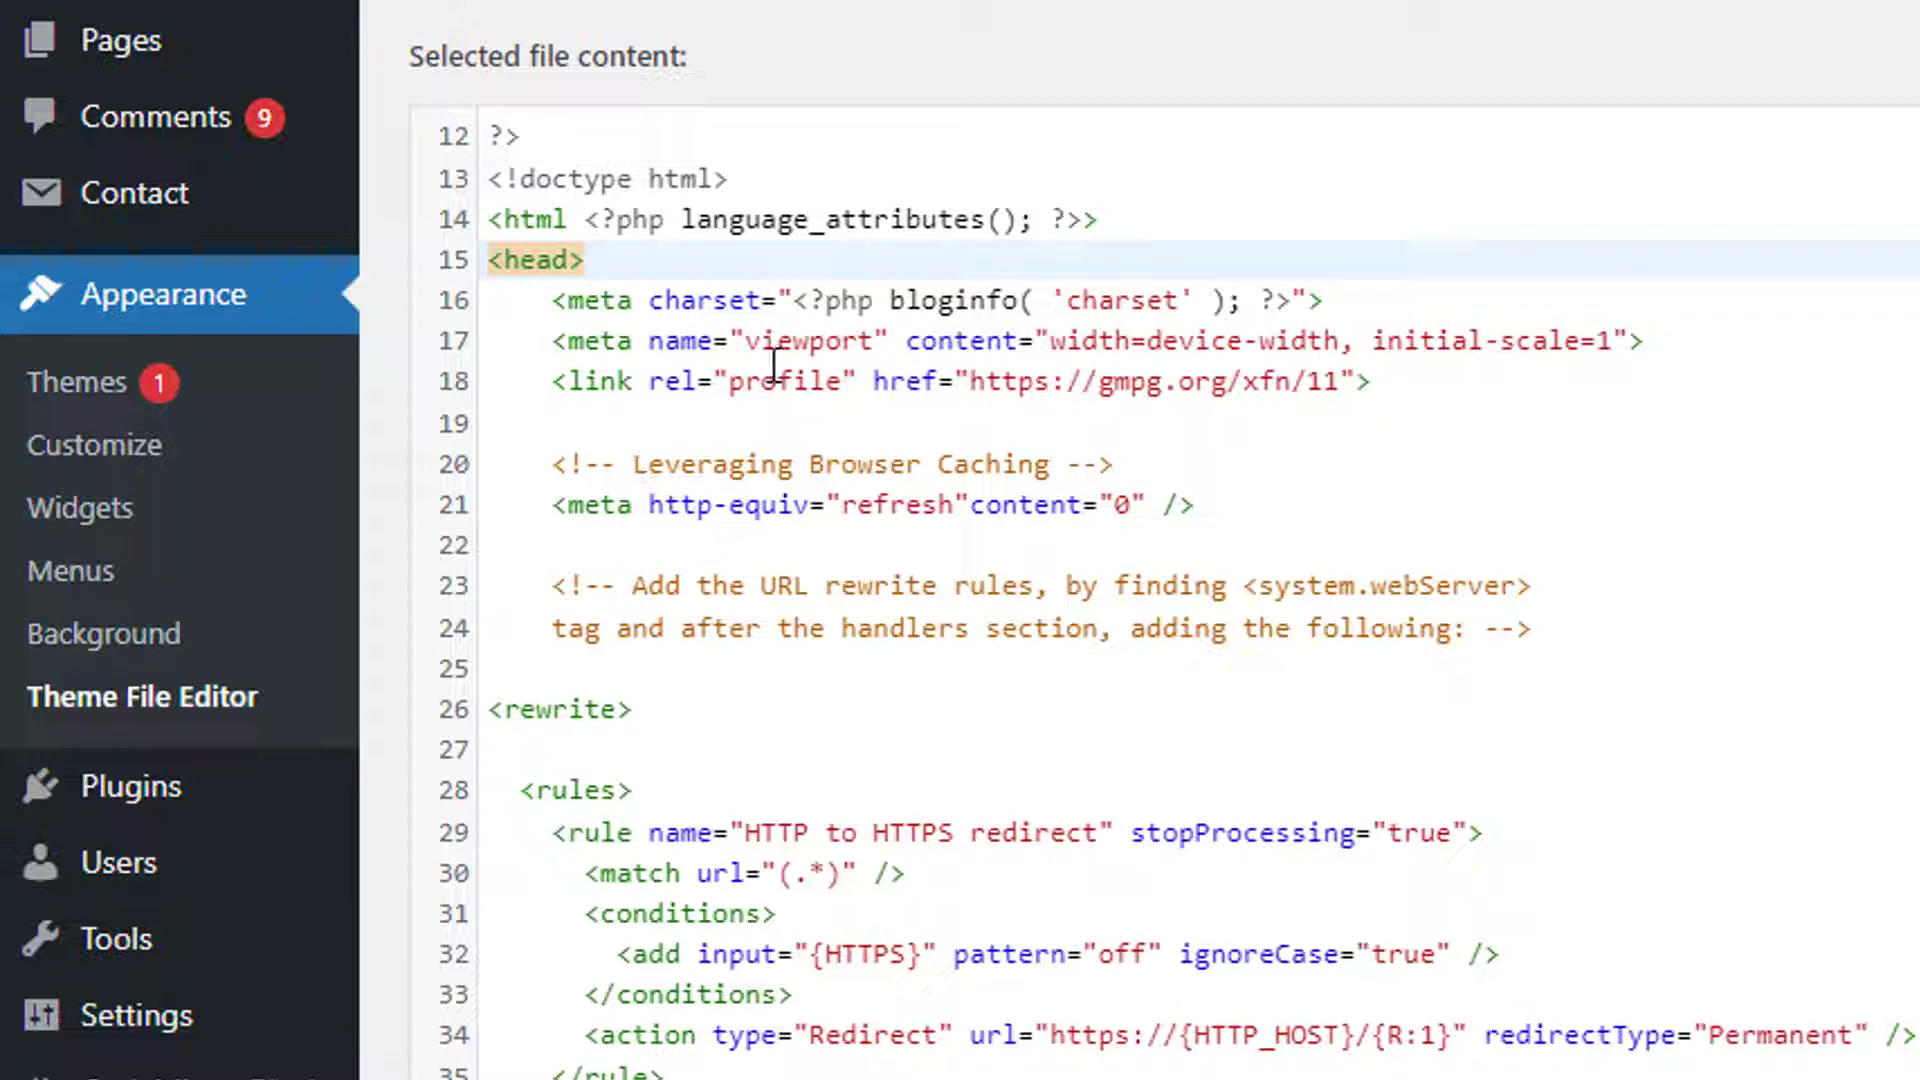 Pages
Comments 9
Contact
Appearance
Themes 1
Customize
Widgets
Menus
Background
Theme File Editor
Plugins
Users
Tools
Settings
Selected file content:
12 ?>
13 <!doctype html>
14 <html <?php language_attributes(); ?>>
15 <head>
16 <meta charset="<?php bloginfo( 'charset' ); ?>">
17 <meta name="viewport" content="width=device-width, initial-scale=1">
18 <link rel="profile" href="https://gmpg.org/xfn/11">
19
20 <!-- Leveraging Browser Caching -->
21 <meta http-equiv="refresh"content="0" />
22
23 <!-- Add the URL rewrite rules, by finding <system.webServer>
24 tag and after the handlers section, adding the following: -->
25
26 <rewrite>
27
28 <rules>
29 <rule name="HTTP to HTTPS redirect" stopProcessing="true">
30 <match url="(.*)" />
31 <conditions>
32 <add input="{HTTPS}" pattern="off" ignoreCase="true" />
33 </conditions>
34 <action type="Redirect" url="https://{HTTP_HOST}/{R:1}" redirectType="Permanent" />
35 </rule>